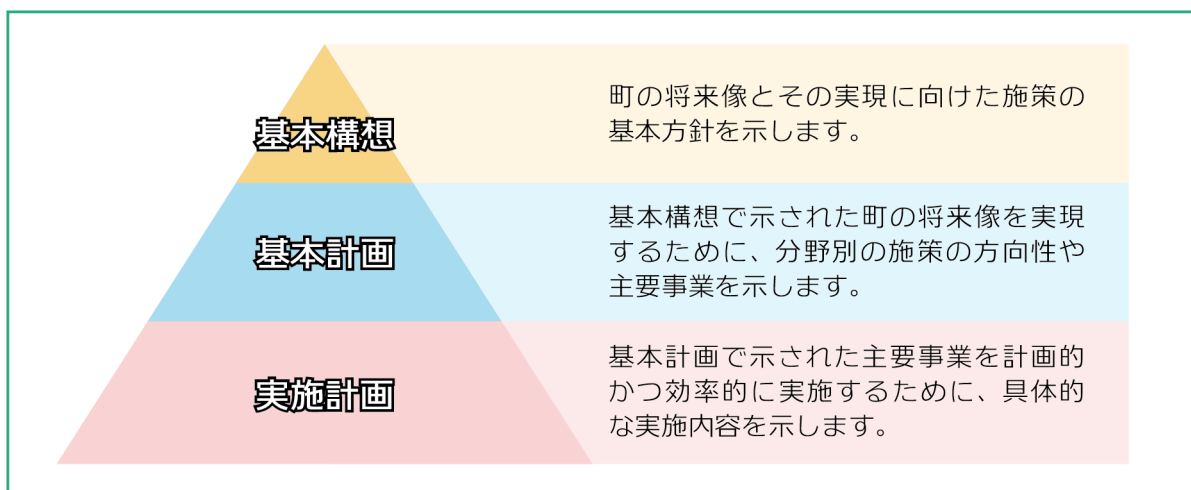 基本構想
町の将来像とその実現に向けた施策の
基本方針を示します。
基本計画
基本構想で示された町の将来像を実現
するために、分野別の施策の方向性や
主要事業を示します。
実施計画
基本計画で示された主要事業を計画的
かつ効率的に実施するために、具体的
な実施内容を示します。